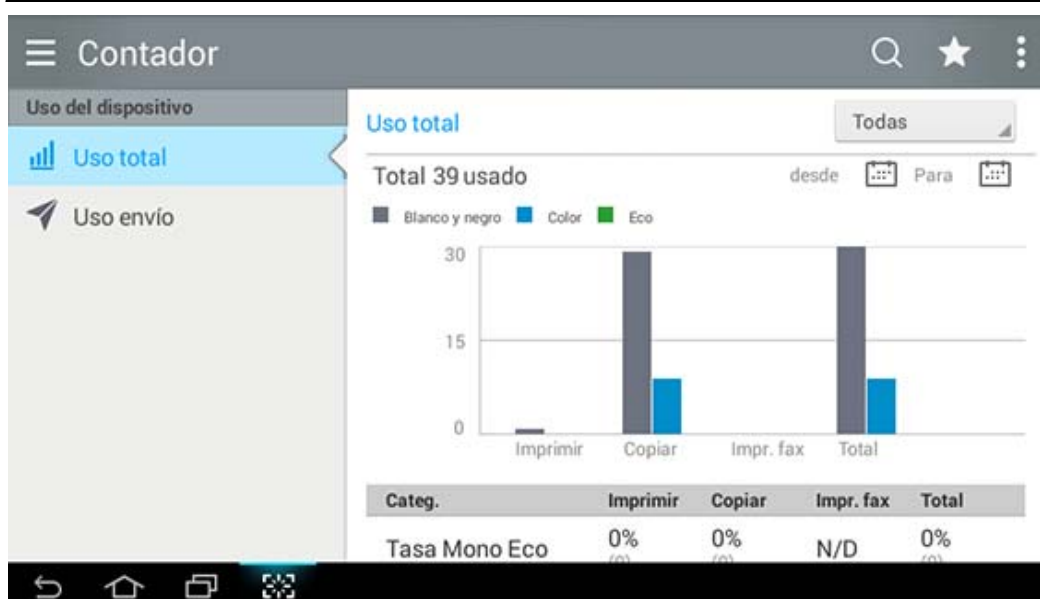 Contador
Uso del dispositivo
Uso total
Uso envío
Uso total
Todas
Total 39 usado
desde
Para
Blanco y negro Color Eco
30
15
0
Imprimir Copiar Impr. fax Total
Categ. Imprimir Copiar Impr. fax Total
Tasa Mono Eco 0% 0% N/D 0%